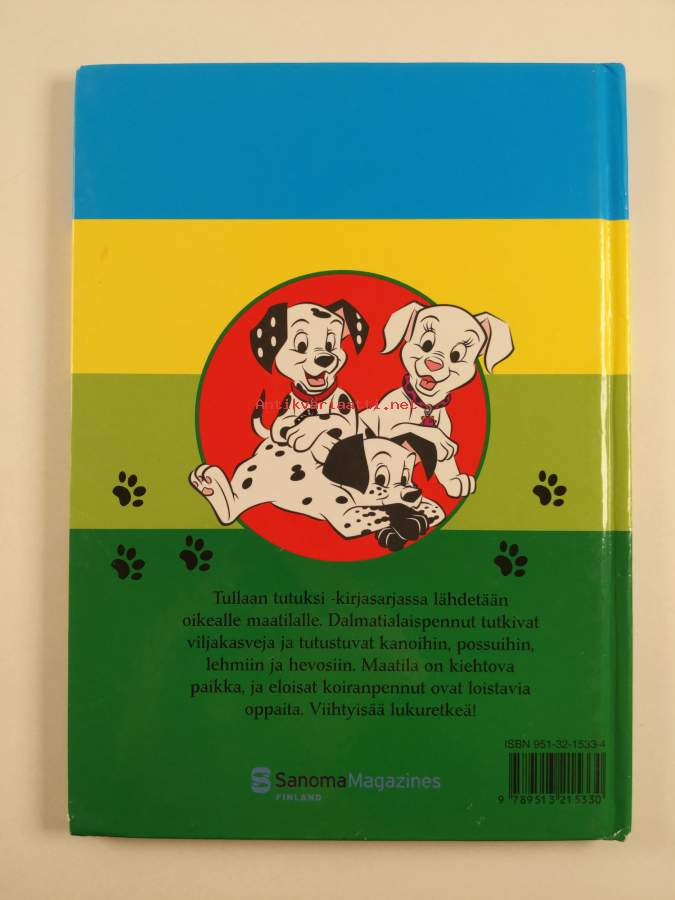 Antikvariaatti.net
Tullaan tutuksi -kirjasarjassa lähdetään
oikealle maatilalle. Dalmatialaispennut tutkivat
viljakasveja ja tutustuvat kanoihin, possuihin,
lehmiin ja hevosiin. Maatila on kiehtova
paikka, ja eloisat koiranpennut ovat loistavia
oppaita. Viihtyisää lukuretkeä!
ISBN 951-32-1533-4
SanomaMagazines
FINLAND
9 789513 215330